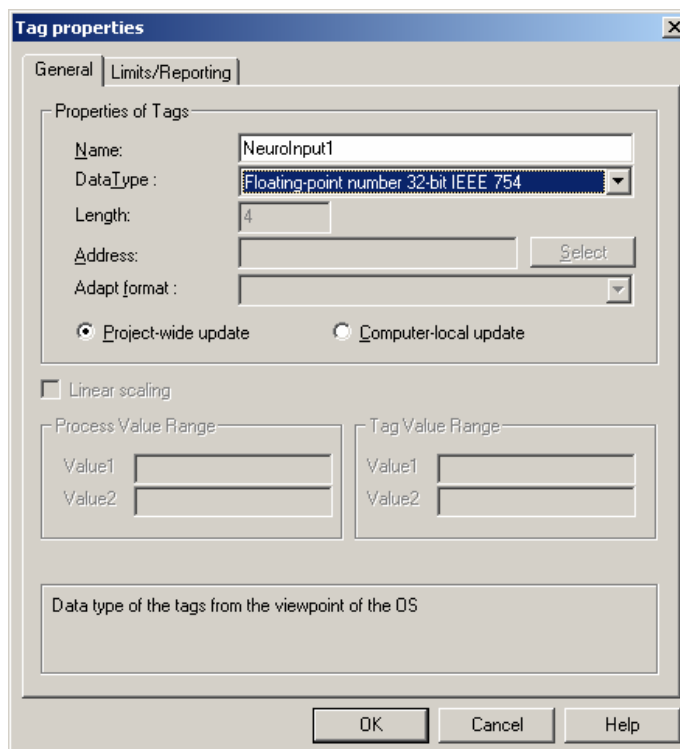 Tag properties
General
Limits/Reporting
Properties of Tags
Name: NeuroInput1
DataType : Floating-point number 32-bit IEEE 754
Length: 4
Address: Select
Adapt format :
Project-wide update Computer-local update
Linear scaling
Process Value Range
Value1
Value2
Tag Value Range
Value1
Value2
Data type of the tags from the viewpoint of the OS
OK Cancel Help